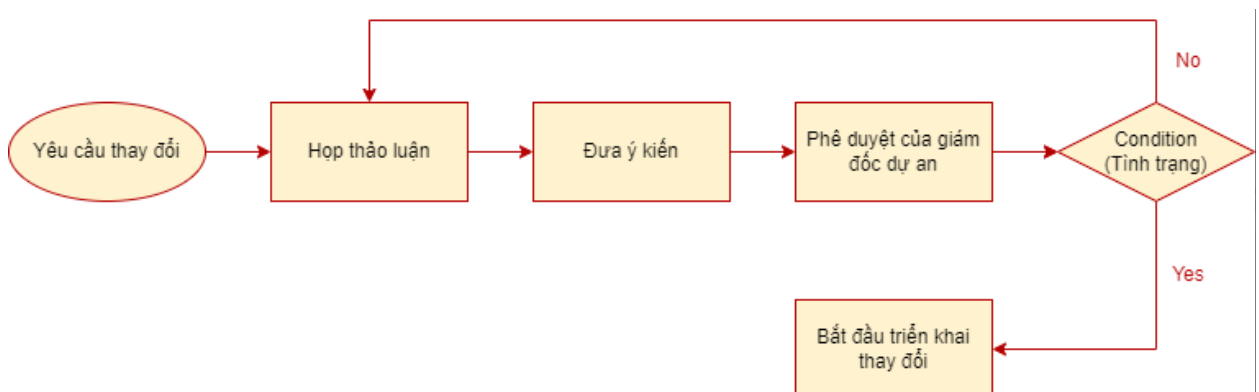 No
Yêu cầu thay đổi
Họp thảo luận
Đưa ý kiến
Phê duyệt của giám
đốc dự an
Condition
(Tình trạng)
Yes
Bắt đầu triển khai
thay đổi